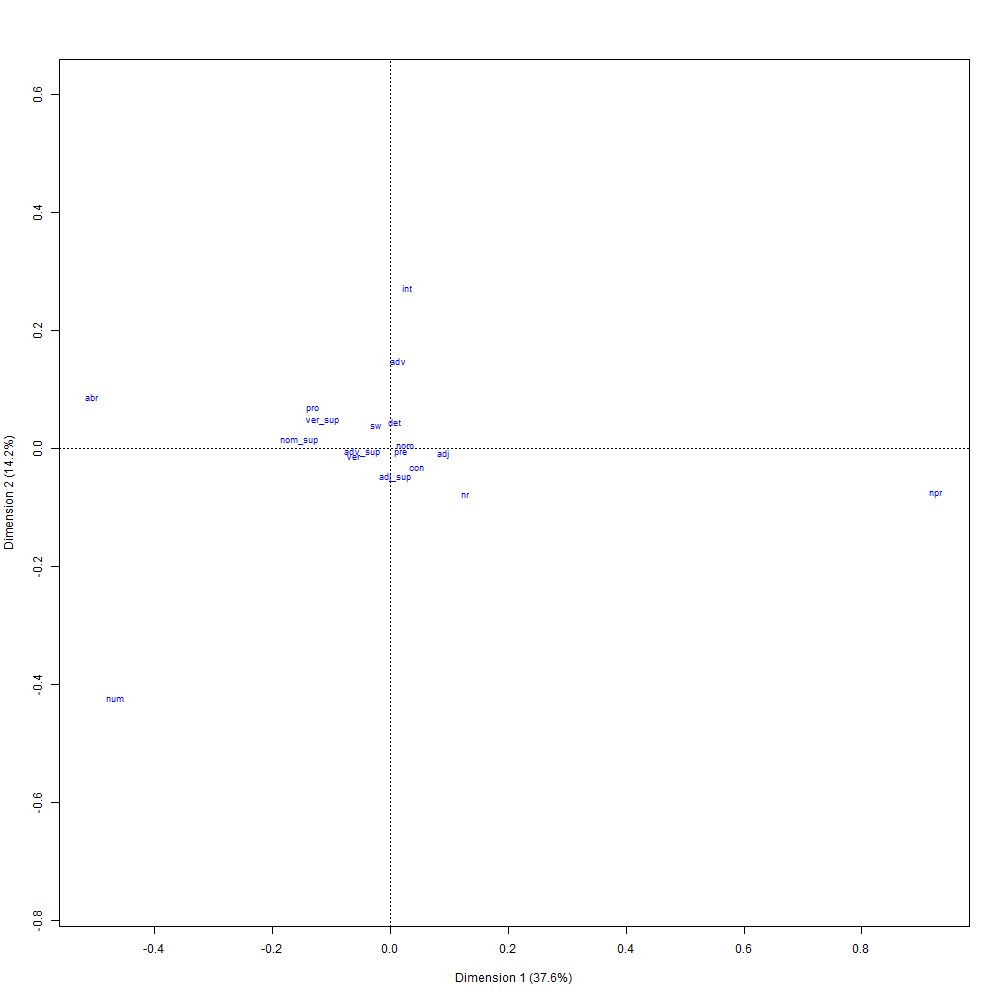 0.6
0.4
int
0.2
adv
abr
pro
ver_sup
det
sw
nom_sup
nom
0.0
adv_sup
pre
adj
ver
con
adj_sup
npr
nr
-0.2
-0.4
num
-0.6
-0.8
-0.4 -0.2 0.0 0.2 0.4 0.6 0.8
Dimension 1 (37.6%)
Dimension 2 (14.2%)